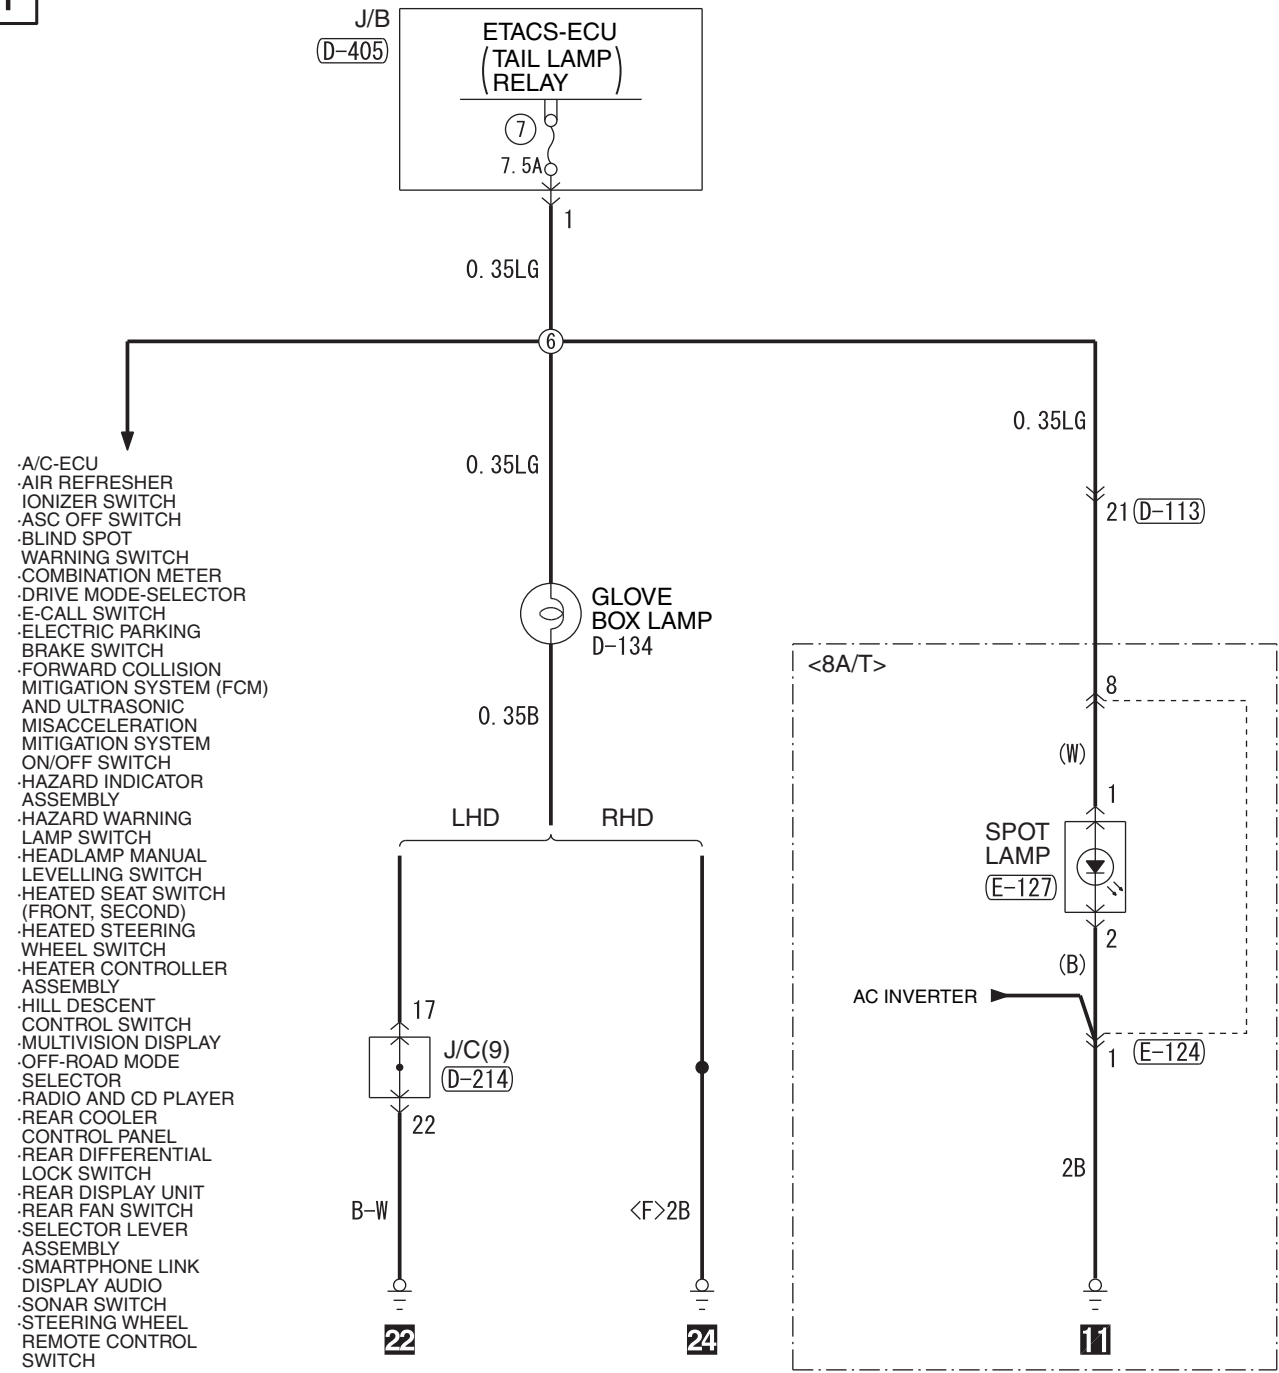 J/B
D-405
ETACS-ECU
(TAIL LAMP
RELAY)
7
7.5A
1
0.35LG
6
0.35LG
0.35LG
21 D-113
·A/C-ECU
·AIR REFRESHER
IONIZER SWITCH
·ASC OFF SWITCH
·BLIND SPOT
WARNING SWITCH
·COMBINATION METER
·DRIVE MODE-SELECTOR
·E-CALL SWITCH
·ELECTRIC PARKING
BRAKE SWITCH
·FORWARD COLLISION
MITIGATION SYSTEM (FCM)
AND ULTRASONIC
MISACCELERATION
MITIGATION SYSTEM
ON/OFF SWITCH
·HAZARD INDICATOR
ASSEMBLY
·HAZARD WARNING
LAMP SWITCH
·HEADLAMP MANUAL
LEVELLING SWITCH
·HEATED SEAT SWITCH
(FRONT, SECOND)
·HEATED STEERING
WHEEL SWITCH
·HEATER CONTROLLER
ASSEMBLY
·HILL DESCENT
CONTROL SWITCH
·MULTIVISION DISPLAY
·OFF-ROAD MODE
SELECTOR
·RADIO AND CD PLAYER
·REAR COOLER
CONTROL PANEL
·REAR DIFFERENTIAL
LOCK SWITCH
·REAR DISPLAY UNIT
·REAR FAN SWITCH
·SELECTOR LEVER
ASSEMBLY
·SMARTPHONE LINK
DISPLAY AUDIO
·SONAR SWITCH
·STEERING WHEEL
REMOTE CONTROL
SWITCH
GLOVE
BOX LAMP
D-134
0.35B
LHD
RHD
17
J/C(9)
D-214
22
B-W
<F>2B
22
24
<8A/T>
8
(W)
1
SPOT
LAMP
E-127
2
(B)
AC INVERTER
1
E-124
2B
11